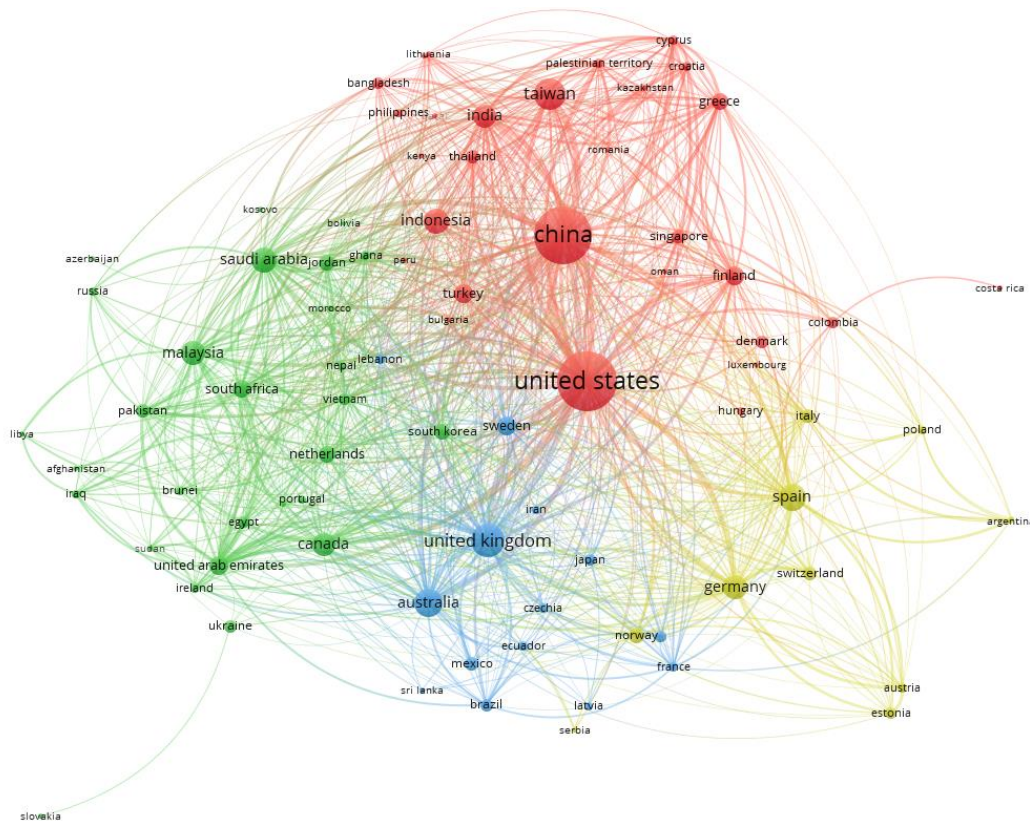 cyprus
lithuania
palestinian territory
croatia
bangladesh
kazakhstan
taiwan
greece
philippines
india
romania
kenya
thailand
kosovo
bolivia
indonesia
china
singapore
saudi arabia
jordan
ghana
peru
oman
finland
azerbaijan
russia
costa rica
turkey
morocco
bulgaria
colombia
denmark
malaysia
lebanon
nepal
luxembourg
united states
south africa
vietnam
pakistan
hungary
italy
libya
south korea
sweden
poland
netherlands
afghanistan
iraq
brunei
portugal
spain
iran
egypt
argentina
sudan
canada
united kingdom
united arab emirates
japan
switzerland
ireland
germany
australia
czechia
ukraine
norway
ecuador
mexico
france
sri lanka
austria
brazil
latvia
estonia
serbia
slovakia